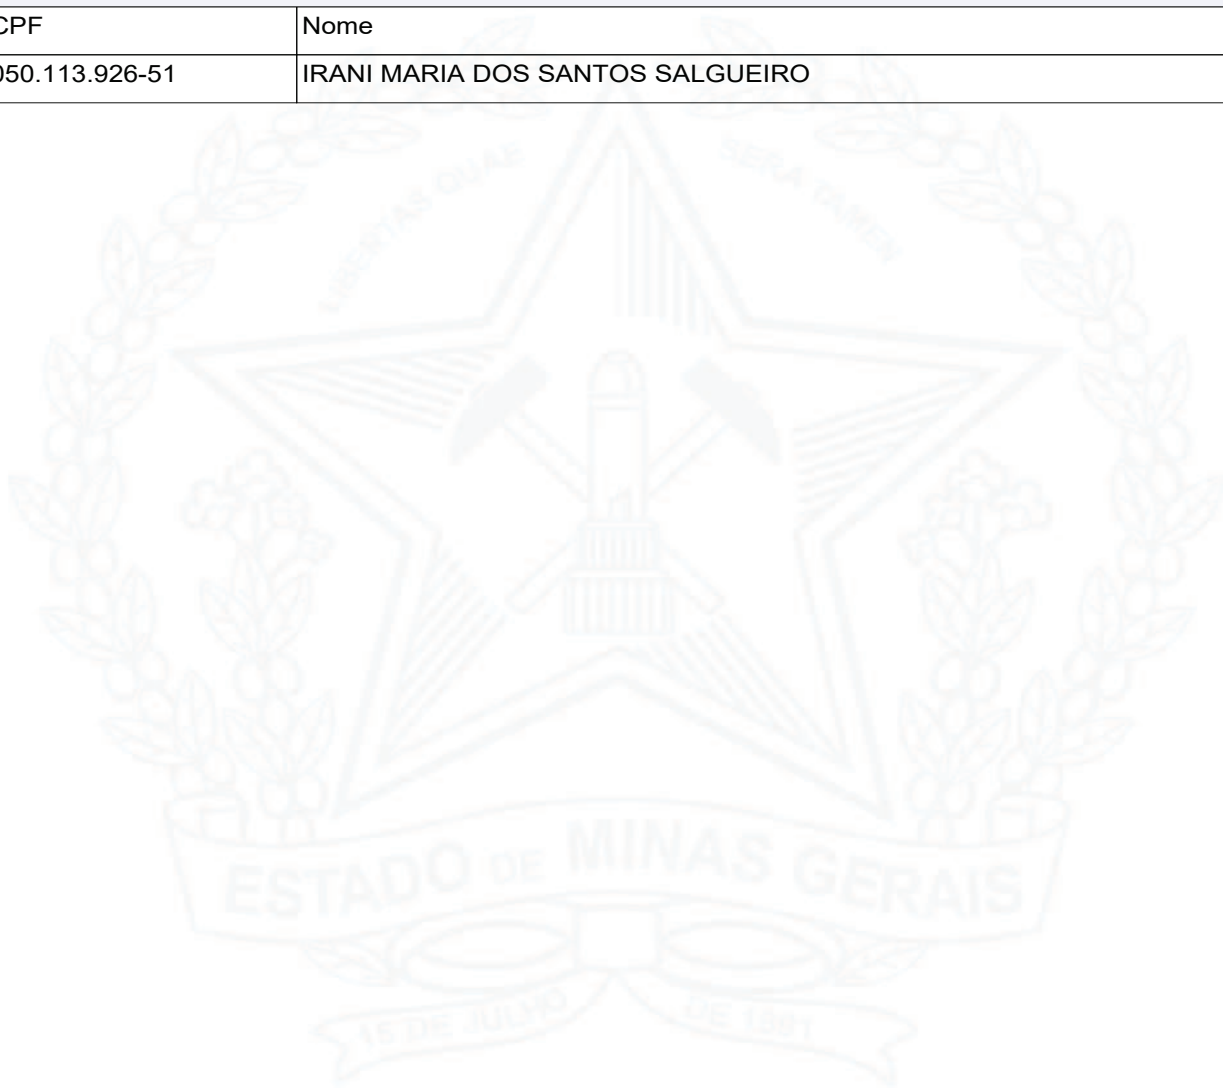 CPF Nome
050.113.926-51 IRANI MARIA DOS SANTOS SALGUEIRO
LIBERTAS QUAE SERA TAMEN
ESTADO DE MINAS GERAIS
15 DE JULHO DE 1891